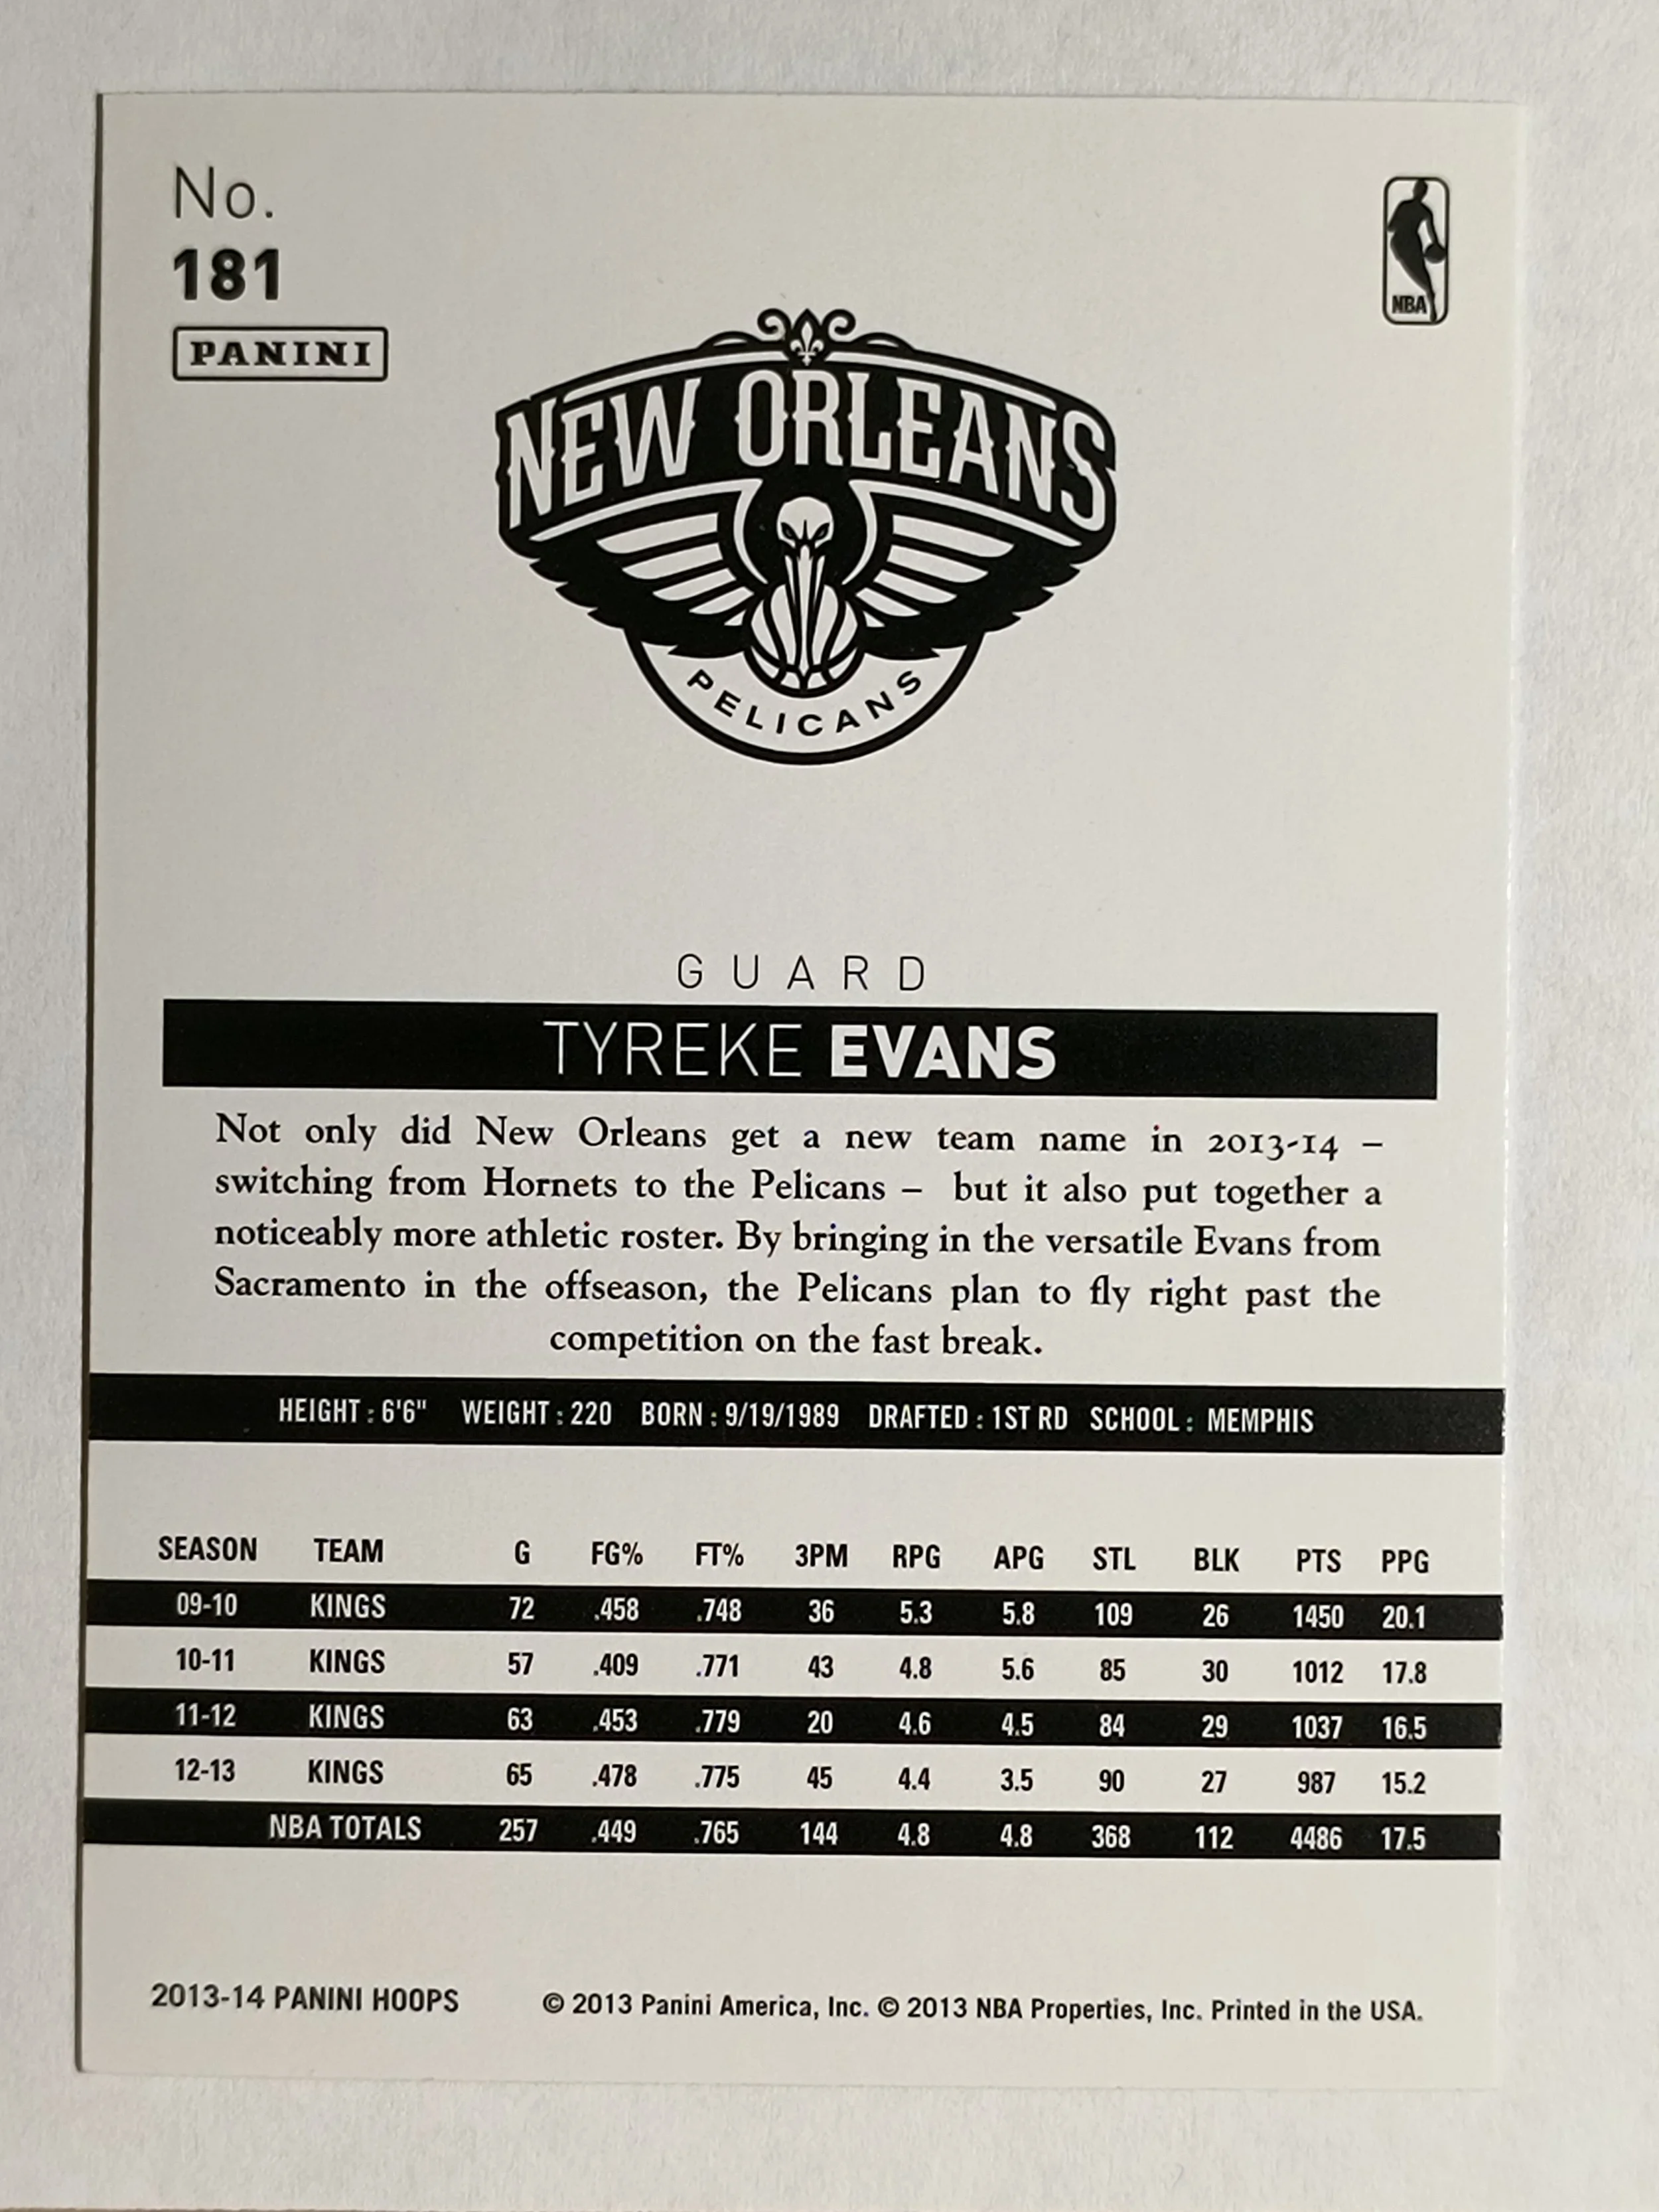 No.
181
PANINI
NBA
NEW ORLEANS
PELICANS
GUARD
TYREKE EVANS
Not only did New Orleans get a new team name in 2013-14 –
switching from Hornets to the Pelicans – but it also put together a
noticeably more athletic roster. By bringing in the versatile Evans from
Sacramento in the offseason, the Pelicans plan to fly right past the
competition on the fast break.
HEIGHT : 6'6" WEIGHT : 220 BORN : 9/19/1989 DRAFTED : 1ST RD SCHOOL : MEMPHIS
SEASON TEAM G FG% FT% 3PM RPG APG STL BLK PTS PPG
09-10 KINGS 72 .458 .748 36 5.3 5.8 109 26 1450 20.1
10-11 KINGS 57 .409 .771 43 4.8 5.6 85 30 1012 17.8
11-12 KINGS 63 .453 .779 20 4.6 4.5 84 29 1037 16.5
12-13 KINGS 65 .478 .775 45 4.4 3.5 90 27 987 15.2
NBA TOTALS 257 .449 .765 144 4.8 4.8 368 112 4486 17.5
2013-14 PANINI HOOPS © 2013 Panini America, Inc. © 2013 NBA Properties, Inc. Printed in the USA.